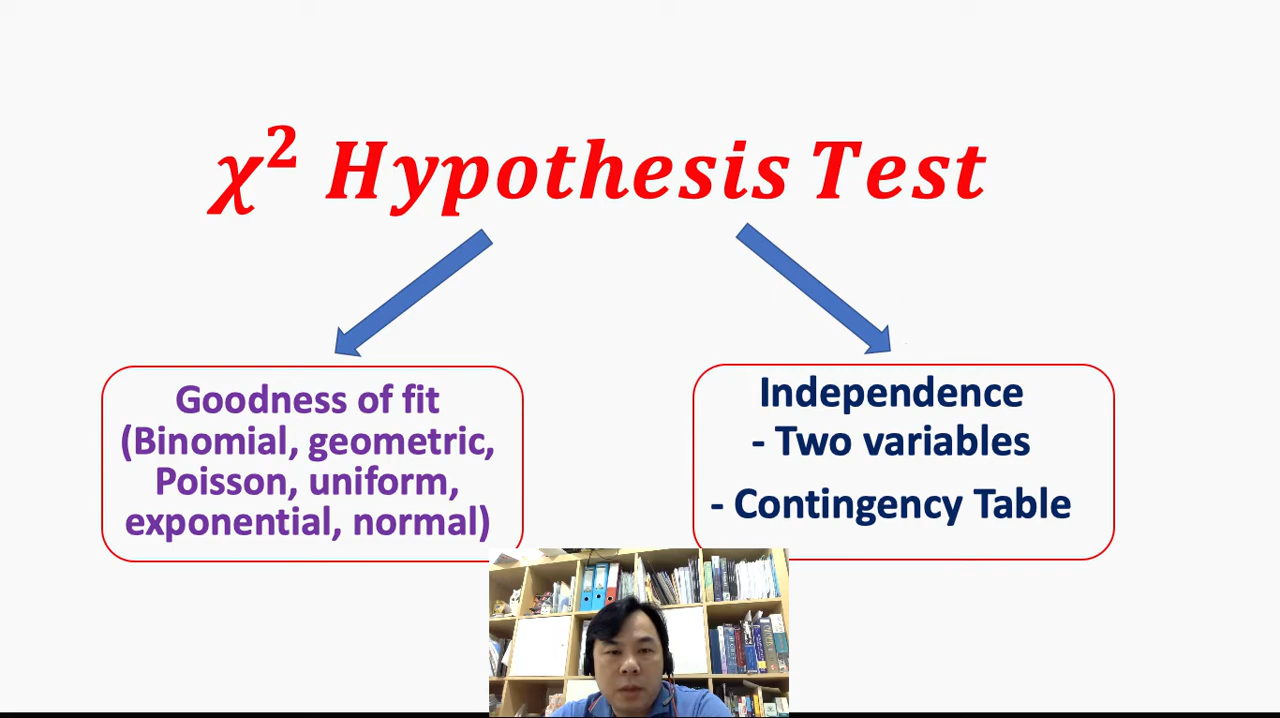 χ² Hypothesis Test
Goodness of fit
(Binomial, geometric,
Poisson, uniform,
exponential, normal)
Independence
- Two variables
- Contingency Table